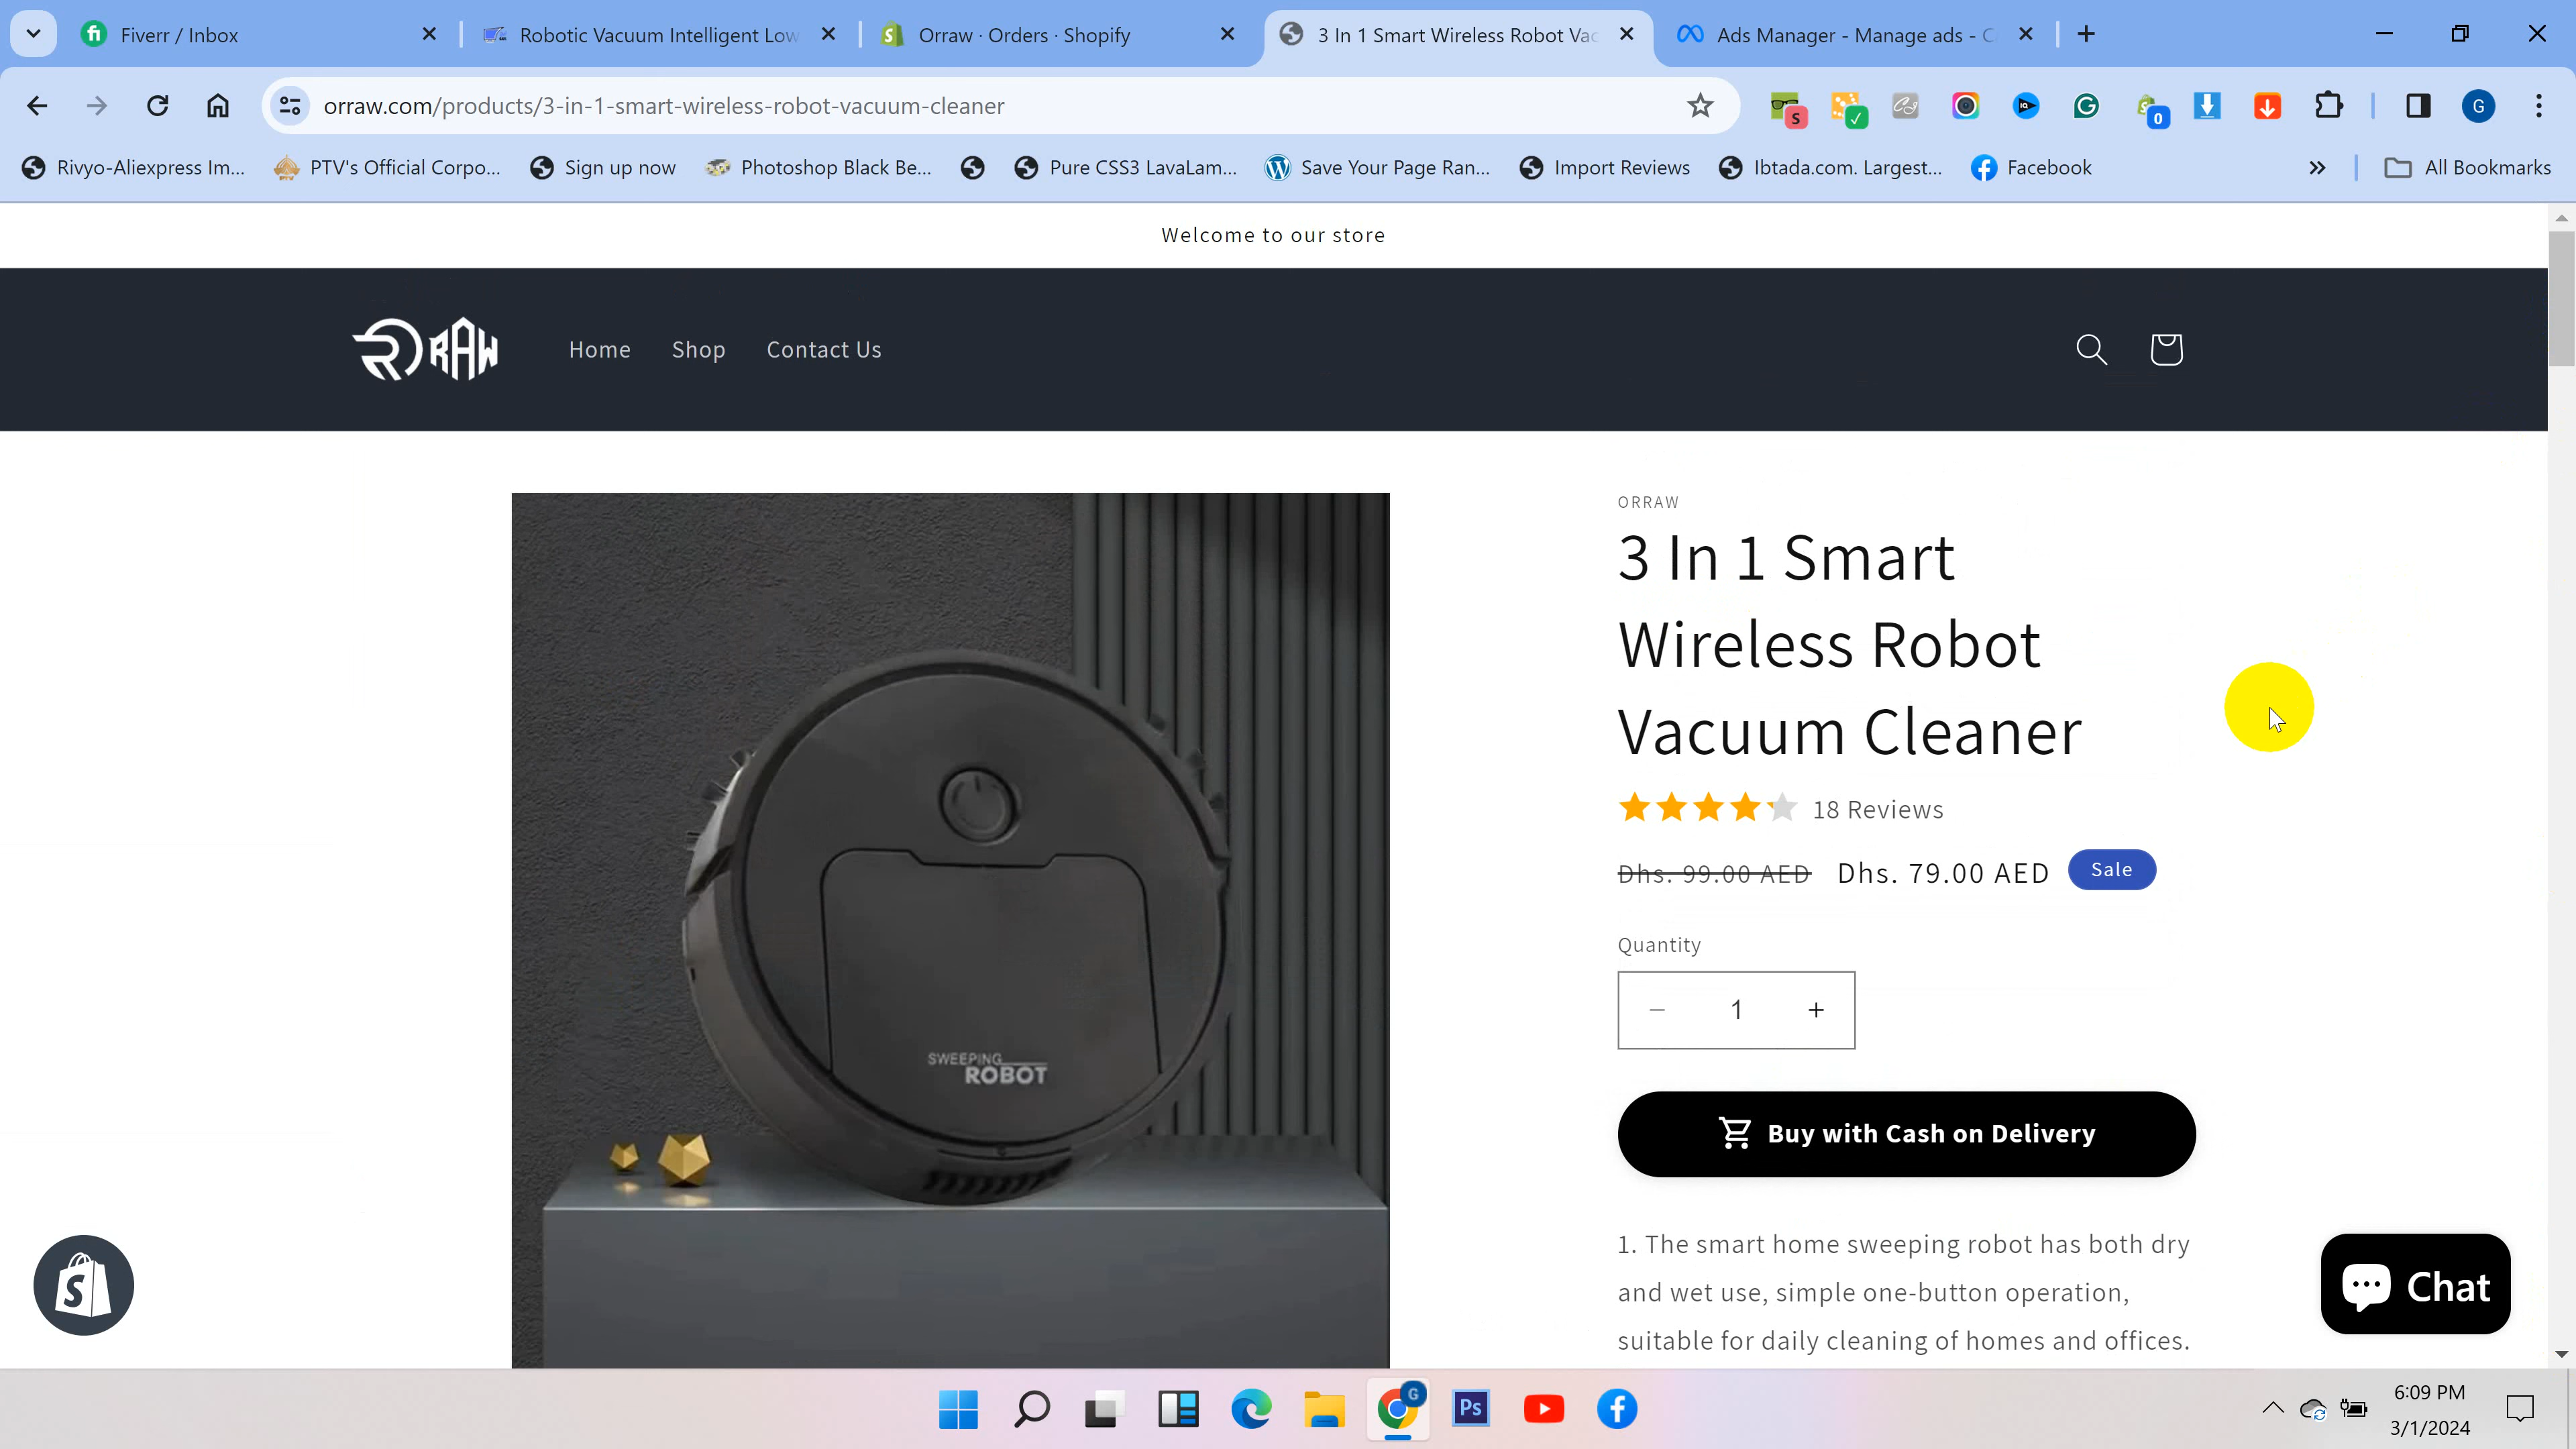 Fiverr / Inbox
Robotic Vacuum Intelligent Low
Orraw · Orders · Shopify
3 In 1 Smart Wireless Robot Vac
Ads Manager - Manage ads - C
orraw.com/products/3-in-1-smart-wireless-robot-vacuum-cleaner
S
0
G
Rivyo-Aliexpress Im...
PTV's Official Corpo...
Sign up now
Photoshop Black Be...
Pure CSS3 LavaLam...
Save Your Page Ran...
Import Reviews
Ibtada.com. Largest...
Facebook
All Bookmarks
Welcome to our store
RAW
Home
Shop
Contact Us
ORRAW
3 In 1 Smart
Wireless Robot
Vacuum Cleaner
18 Reviews
Dhs. 99.00 AED Dhs. 79.00 AED Sale
Quantity
1
Buy with Cash on Delivery
SWEEPING
ROBOT
1. The smart home sweeping robot has both dry
and wet use, simple one-button operation,
suitable for daily cleaning of homes and offices.
Chat
G
Ps
6:09 PM
3/1/2024